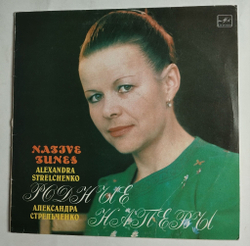 NATIVE
TUNES
ALEXANDRA
STRELCHENKO
РОДНЫЕ
АЛЕКСАНДРА
СТРЕЛЬЧЕНКО
НАПЕВЫ